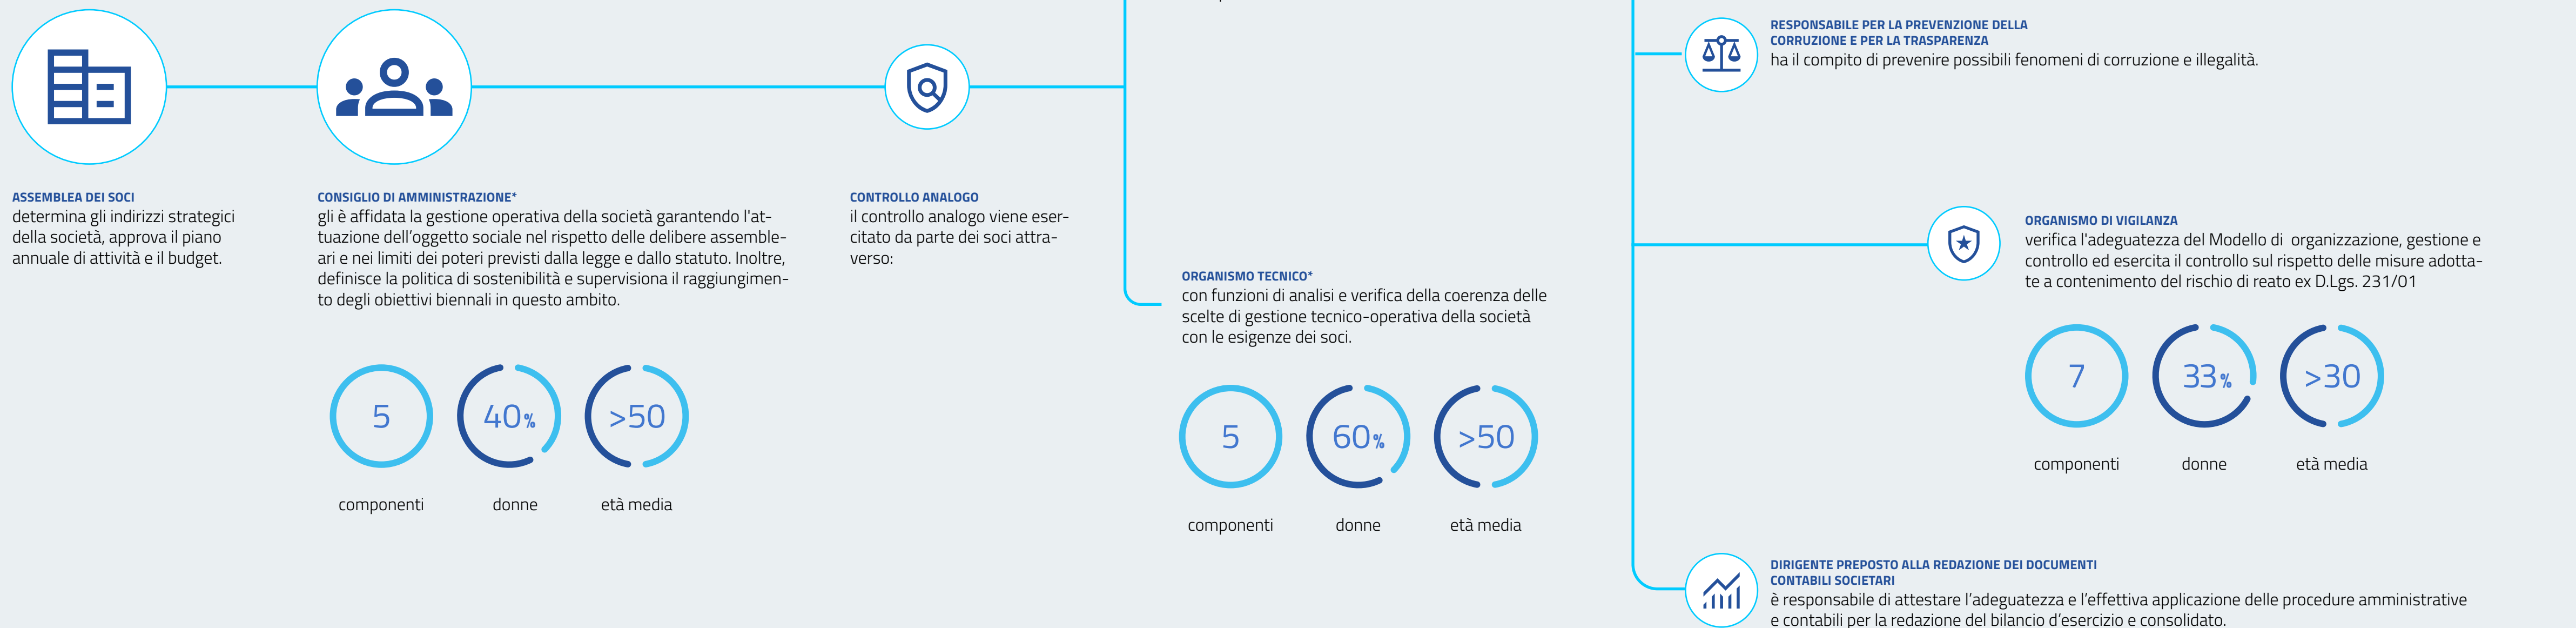 ASSEMBLEA DEI SOCI
determina gli indirizzi strategici
della società, approva il piano
annuale di attività e il budget.
CONSIGLIO DI AMMINISTRAZIONE*
gli è affidata la gestione operativa della società garantendo l'at-
tuazione dell’oggetto sociale nel rispetto delle delibere assemble-
ari e nei limiti dei poteri previsti dalla legge e dallo statuto. Inoltre,
definisce la politica di sostenibilità e supervisiona il raggiungimen-
to degli obiettivi biennali in questo ambito.
5
40%
>50
componenti
donne
età media
CONTROLLO ANALOGO
il controllo analogo viene eser-
citato da parte dei soci attra-
verso:
ORGANISMO TECNICO*
con funzioni di analisi e verifica della coerenza delle
scelte di gestione tecnico-operativa della società
con le esigenze dei soci.
5
60%
>50
componenti
donne
età media
RESPONSABILE PER LA PREVENZIONE DELLA
CORRUZIONE E PER LA TRASPARENZA
ha il compito di prevenire possibili fenomeni di corruzione e illegalità.
ORGANISMO DI VIGILANZA
verifica l'adeguatezza del Modello di  organizzazione, gestione e
controllo ed esercita il controllo sul rispetto delle misure adotta-
te a contenimento del rischio di reato ex D.Lgs. 231/01
7
33%
>30
componenti
donne
età media
DIRIGENTE PREPOSTO ALLA REDAZIONE DEI DOCUMENTI
CONTABILI SOCIETARI
è responsabile di attestare l’adeguatezza e l’effettiva applicazione delle procedure amministrative
e contabili per la redazione del bilancio d’esercizio e consolidato.